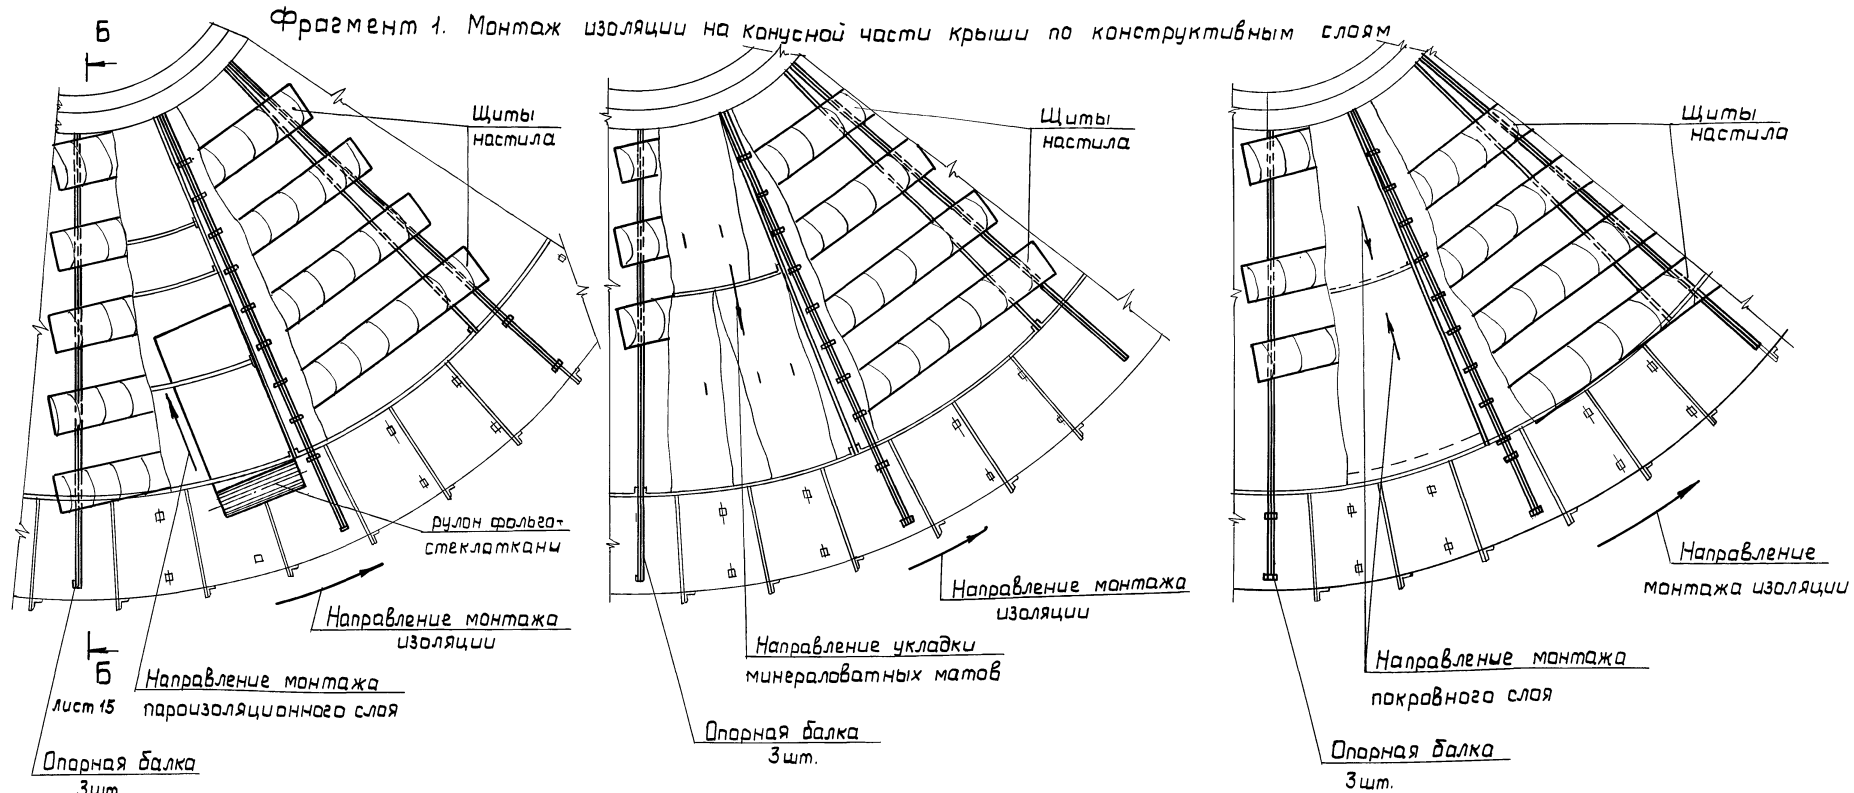 Фрагмент 1. Монтаж изоляции на конусной части крыши по конструктивным слоям
Б
Щиты
настила
рулон фольго-
стеклоткани
Направление монтажа
изоляции
Б
лист 15
Направление монтажа
пароизоляционного слоя
Опорная балка
3шт.
Щиты
настила
Направление монтажа
изоляции
Направление укладки
минераловатных матов
Опорная балка
3шт.
Щиты
настила
Направление
монтажа изоляции
Направление монтажа
покровного слоя
Опорная балка
3шт.